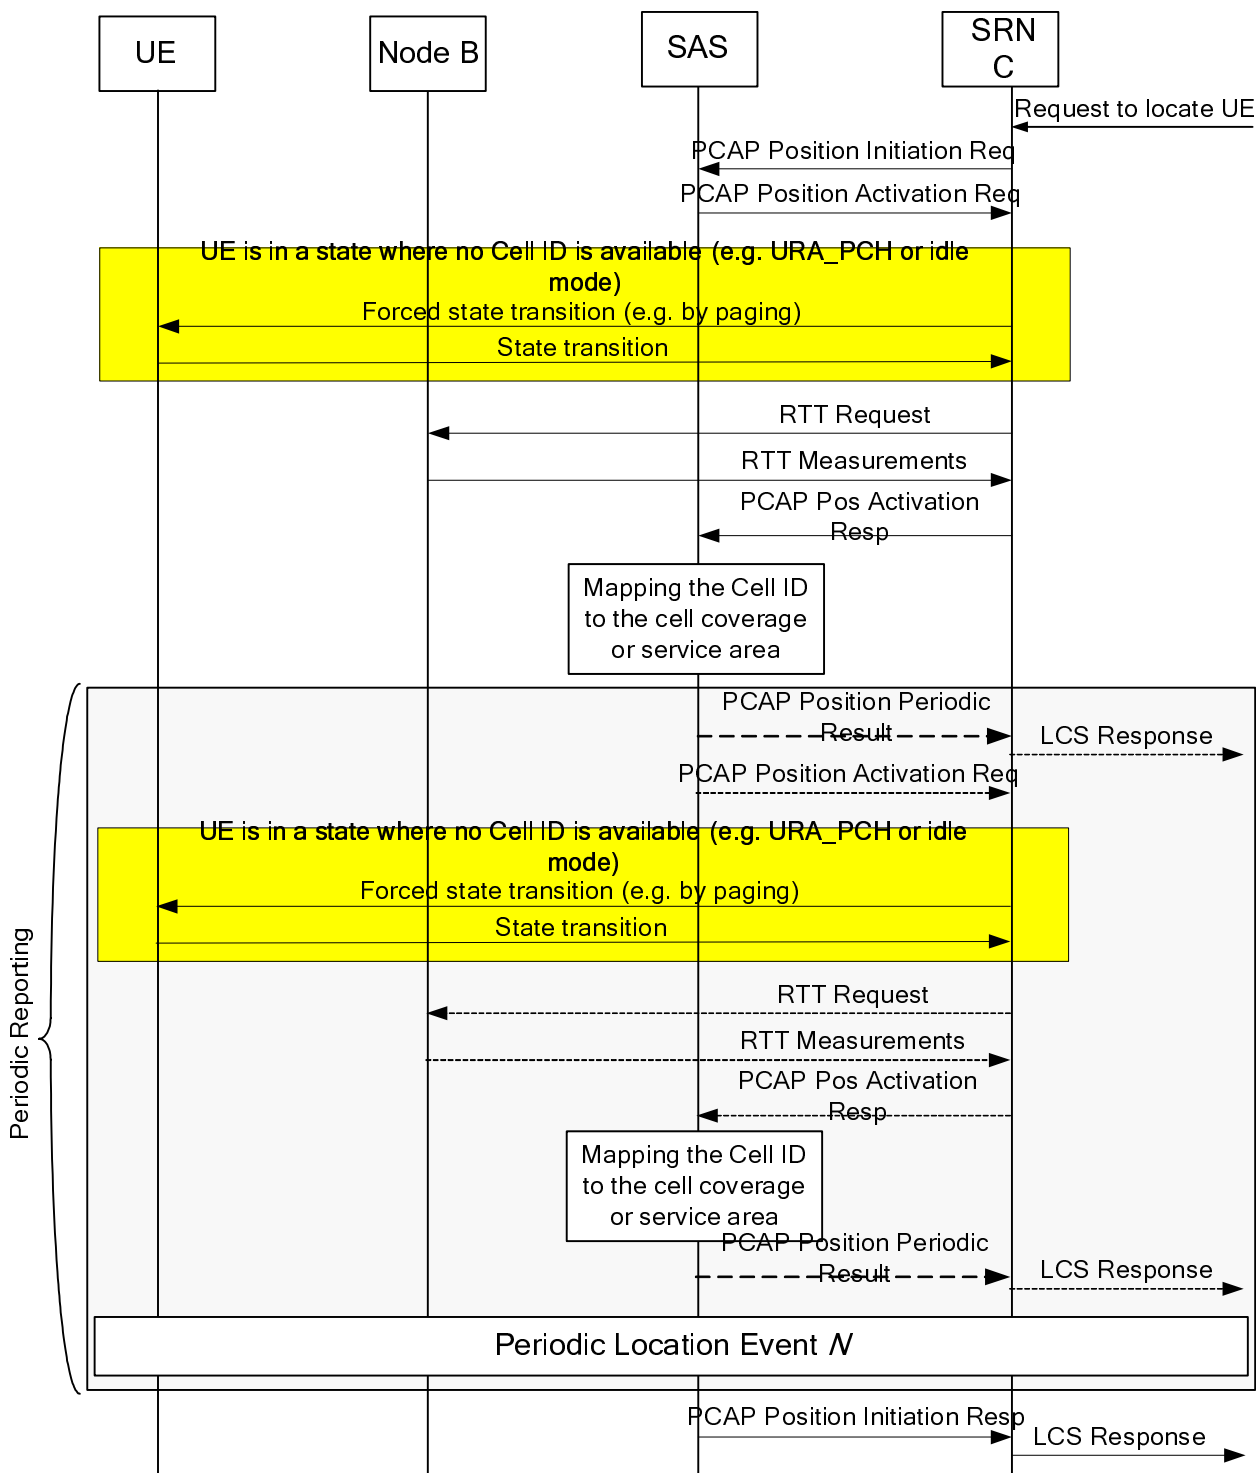 UE
Node B
SAS
SRN
C
Request to locate UE
PCAP Position Initiation Req
PCAP Position Activation Req
UE is in a state where no Cell ID is available (e.g. URA_PCH or idle
mode)
Forced state transition (e.g. by paging)
State transition
RTT Request
RTT Measurements
PCAP Pos Activation
Resp
Mapping the Cell ID
to the cell coverage
or service area
PCAP Position Periodic
Result
LCS Response
PCAP Position Activation Req
UE is in a state where no Cell ID is available (e.g. URA_PCH or idle
mode)
Forced state transition (e.g. by paging)
State transition
Periodic Reporting
RTT Request
RTT Measurements
PCAP Pos Activation
Resp
Mapping the Cell ID
to the cell coverage
or service area
PCAP Position Periodic
Result
LCS Response
Periodic Location Event N
PCAP Position Initiation Resp
LCS Response